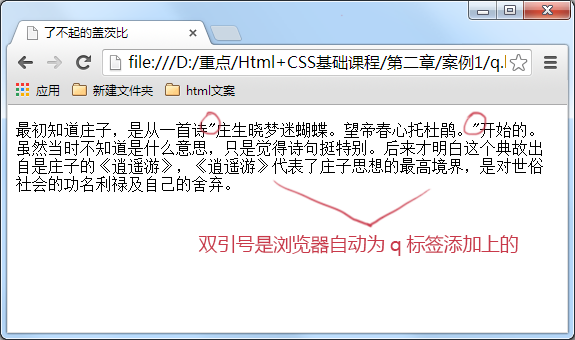 了不起的盖茨比
file:///D:/重点/Html+CSS基础课程/第二章/案例1/q.
应用 新建文件夹 html文案
最初知道庄子，是从一首诗"庄生晓梦迷蝴蝶。望帝春心托杜鹃。"开始的。
虽然当时不知道是什么意思，只是觉得诗句挺特别。后来才明白这个典故出
自是庄子的《逍遥游》，《逍遥游》代表了庄子思想的最高境界，是对世俗
社会的功名利禄及自己的舍弃。
双引号是浏览器自动为 q 标签添加上的